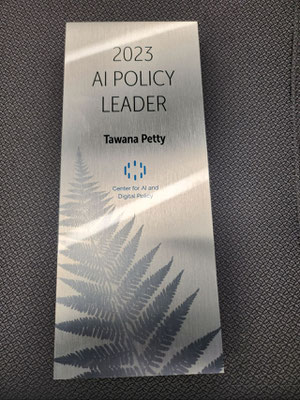 2023
AI POLICY
LEADER
Tawana Petty
Center for AI and
Digital Policy